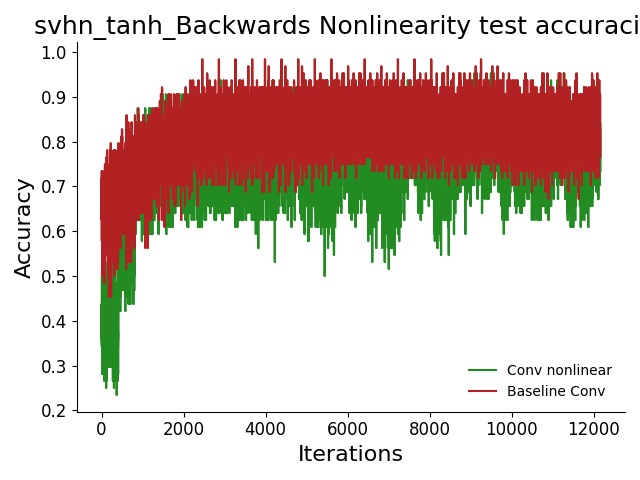 svhn_tanh_Backwards Nonlinearity test accuraci
1.0
0.9
0.8
0.7
0.6
0.5
0.4
0.3
0.2
Accuracy
0 2000 4000 6000 8000 10000 12000
Iterations
Conv nonlinear
Baseline Conv